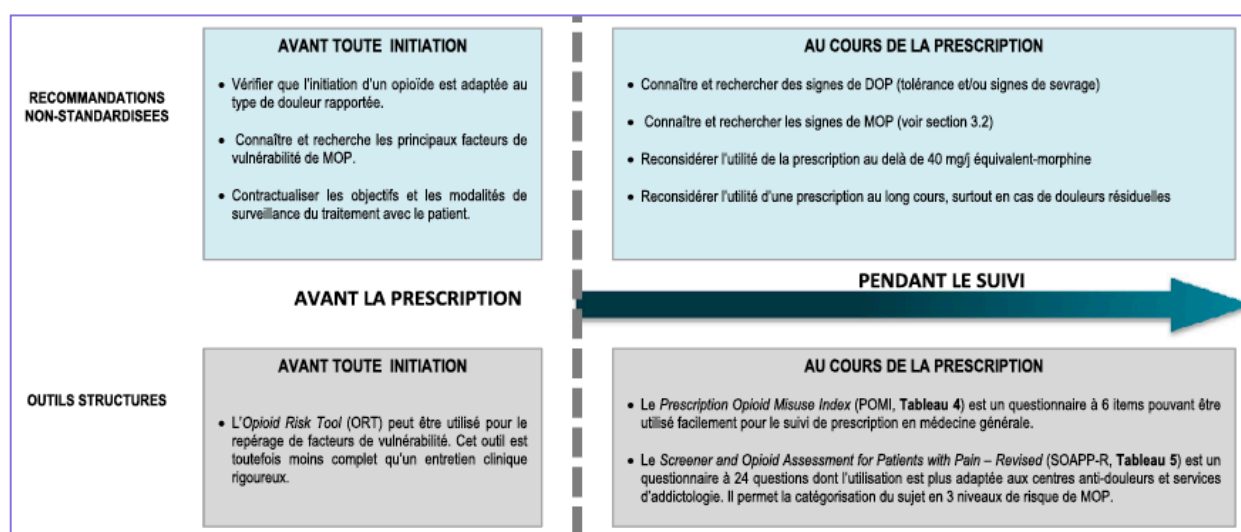 RECOMMANDATIONS
NON-STANDARDISEES
AVANT TOUTE INITIATION
• Vérifier que l'initiation d'un opioïde est adaptée au
type de douleur rapportée.
• Connaître et recherche les principaux facteurs de
vulnérabilité de MOP.
• Contractualiser les objectifs et les modalités de
surveillance du traitement avec le patient.
AU COURS DE LA PRESCRIPTION
• Connaître et rechercher des signes de DOP (tolérance et/ou signes de sevrage)
• Connaître et rechercher les signes de MOP (voir section 3.2)
• Reconsidérer l'utilité de la prescription au delà de 40 mg/j équivalent-morphine
• Reconsidérer l'utilité d'une prescription au long cours, surtout en cas de douleurs résiduelles
AVANT LA PRESCRIPTION
PENDANT LE SUIVI
OUTILS STRUCTURES
AVANT TOUTE INITIATION
• L'Opioid Risk Tool (ORT) peut être utilisé pour le
repérage de facteurs de vulnérabilité. Cet outil est
toutefois moins complet qu'un entretien clinique
rigoureux.
AU COURS DE LA PRESCRIPTION
• Le Prescription Opioid Misuse Index (POMI, Tableau 4) est un questionnaire à 6 items pouvant être
utilisé facilement pour le suivi de prescription en médecine générale.
• Le Screener and Opioid Assessment for Patients with Pain – Revised (SOAPP-R, Tableau 5) est un
questionnaire à 24 questions dont l'utilisation est plus adaptée aux centres anti-douleurs et services
d'addictologie. Il permet la catégorisation du sujet en 3 niveaux de risque de MOP.